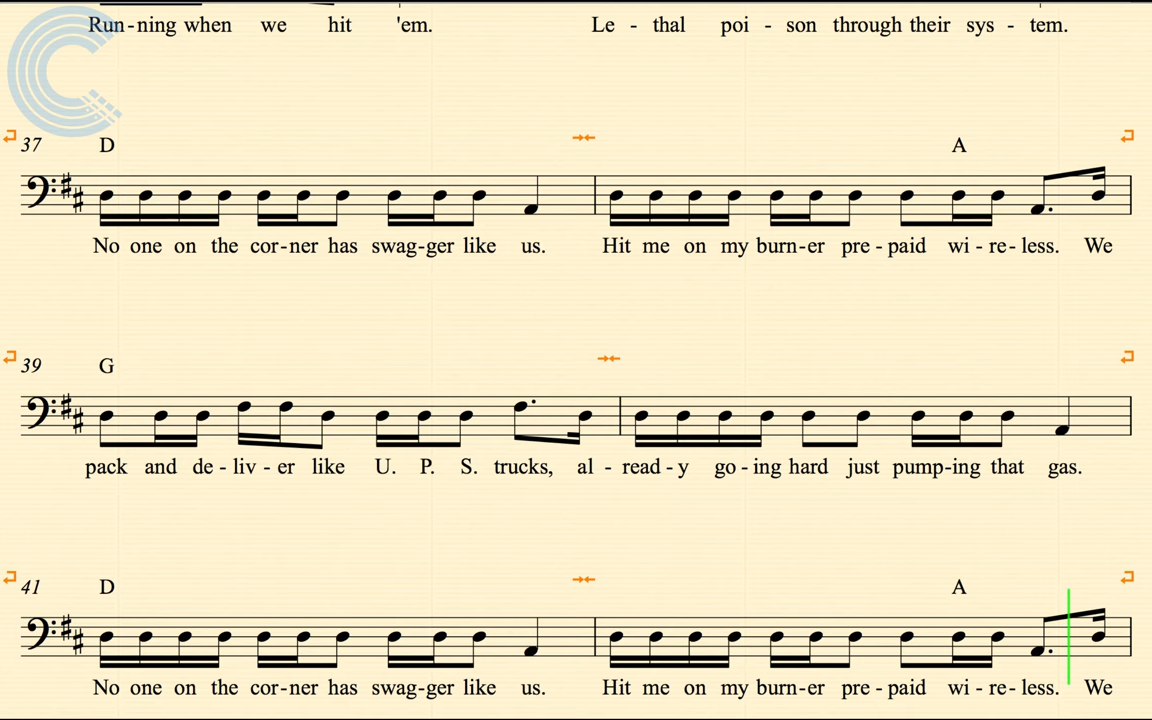 Run-ning when we hit 'em. Le - thal poi - son through their sys - tem.
37 D A
No one on the cor-ner has swag-ger like us. Hit me on my burn-er pre-paid wi-re-less. We
39 G
pack and de-liv-er like U. P. S. trucks, al-read-y go-ing hard just pump-ing that gas.
41 D A
No one on the cor-ner has swag-ger like us. Hit me on my burn-er pre-paid wi-re-less. We